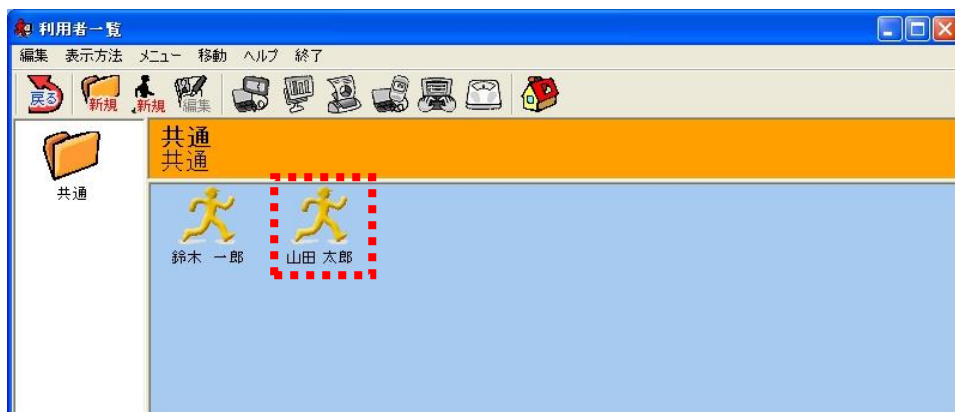 利用者一覧
編集 表示方法 メニュー 移動 ヘルプ 終了
戻る 新規 新規 編集
共通
共通
共通
鈴木 一郎 山田 太郎